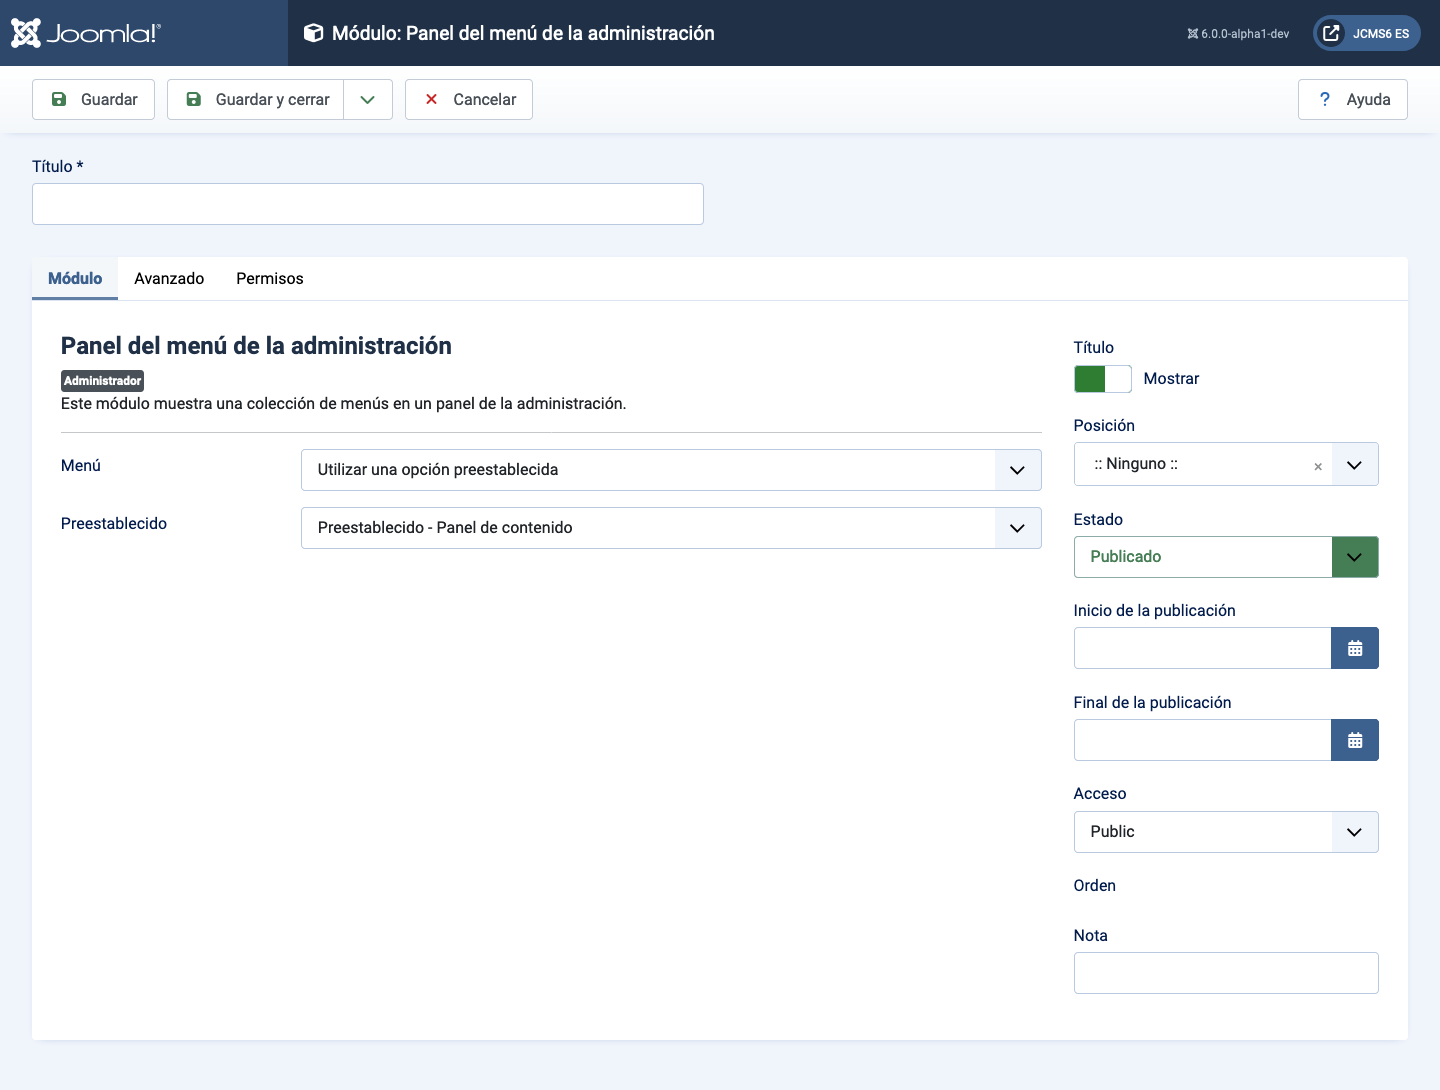 Joomla!®
Módulo: Panel del menú de la administración
6.0.0-alpha1-dev
JCMS6 ES
Guardar
Guardar y cerrar
Cancelar
? Ayuda
Título *
Módulo
Avanzado
Permisos
Panel del menú de la administración
Administrador
Este módulo muestra una colección de menús en un panel de la administración.
Menú
Utilizar una opción preestablecida
Preestablecido
Preestablecido - Panel de contenido
Título
Mostrar
Posición
:: Ninguno :: ×
Estado
Publicado
Inicio de la publicación
Final de la publicación
Acceso
Public
Orden
Nota